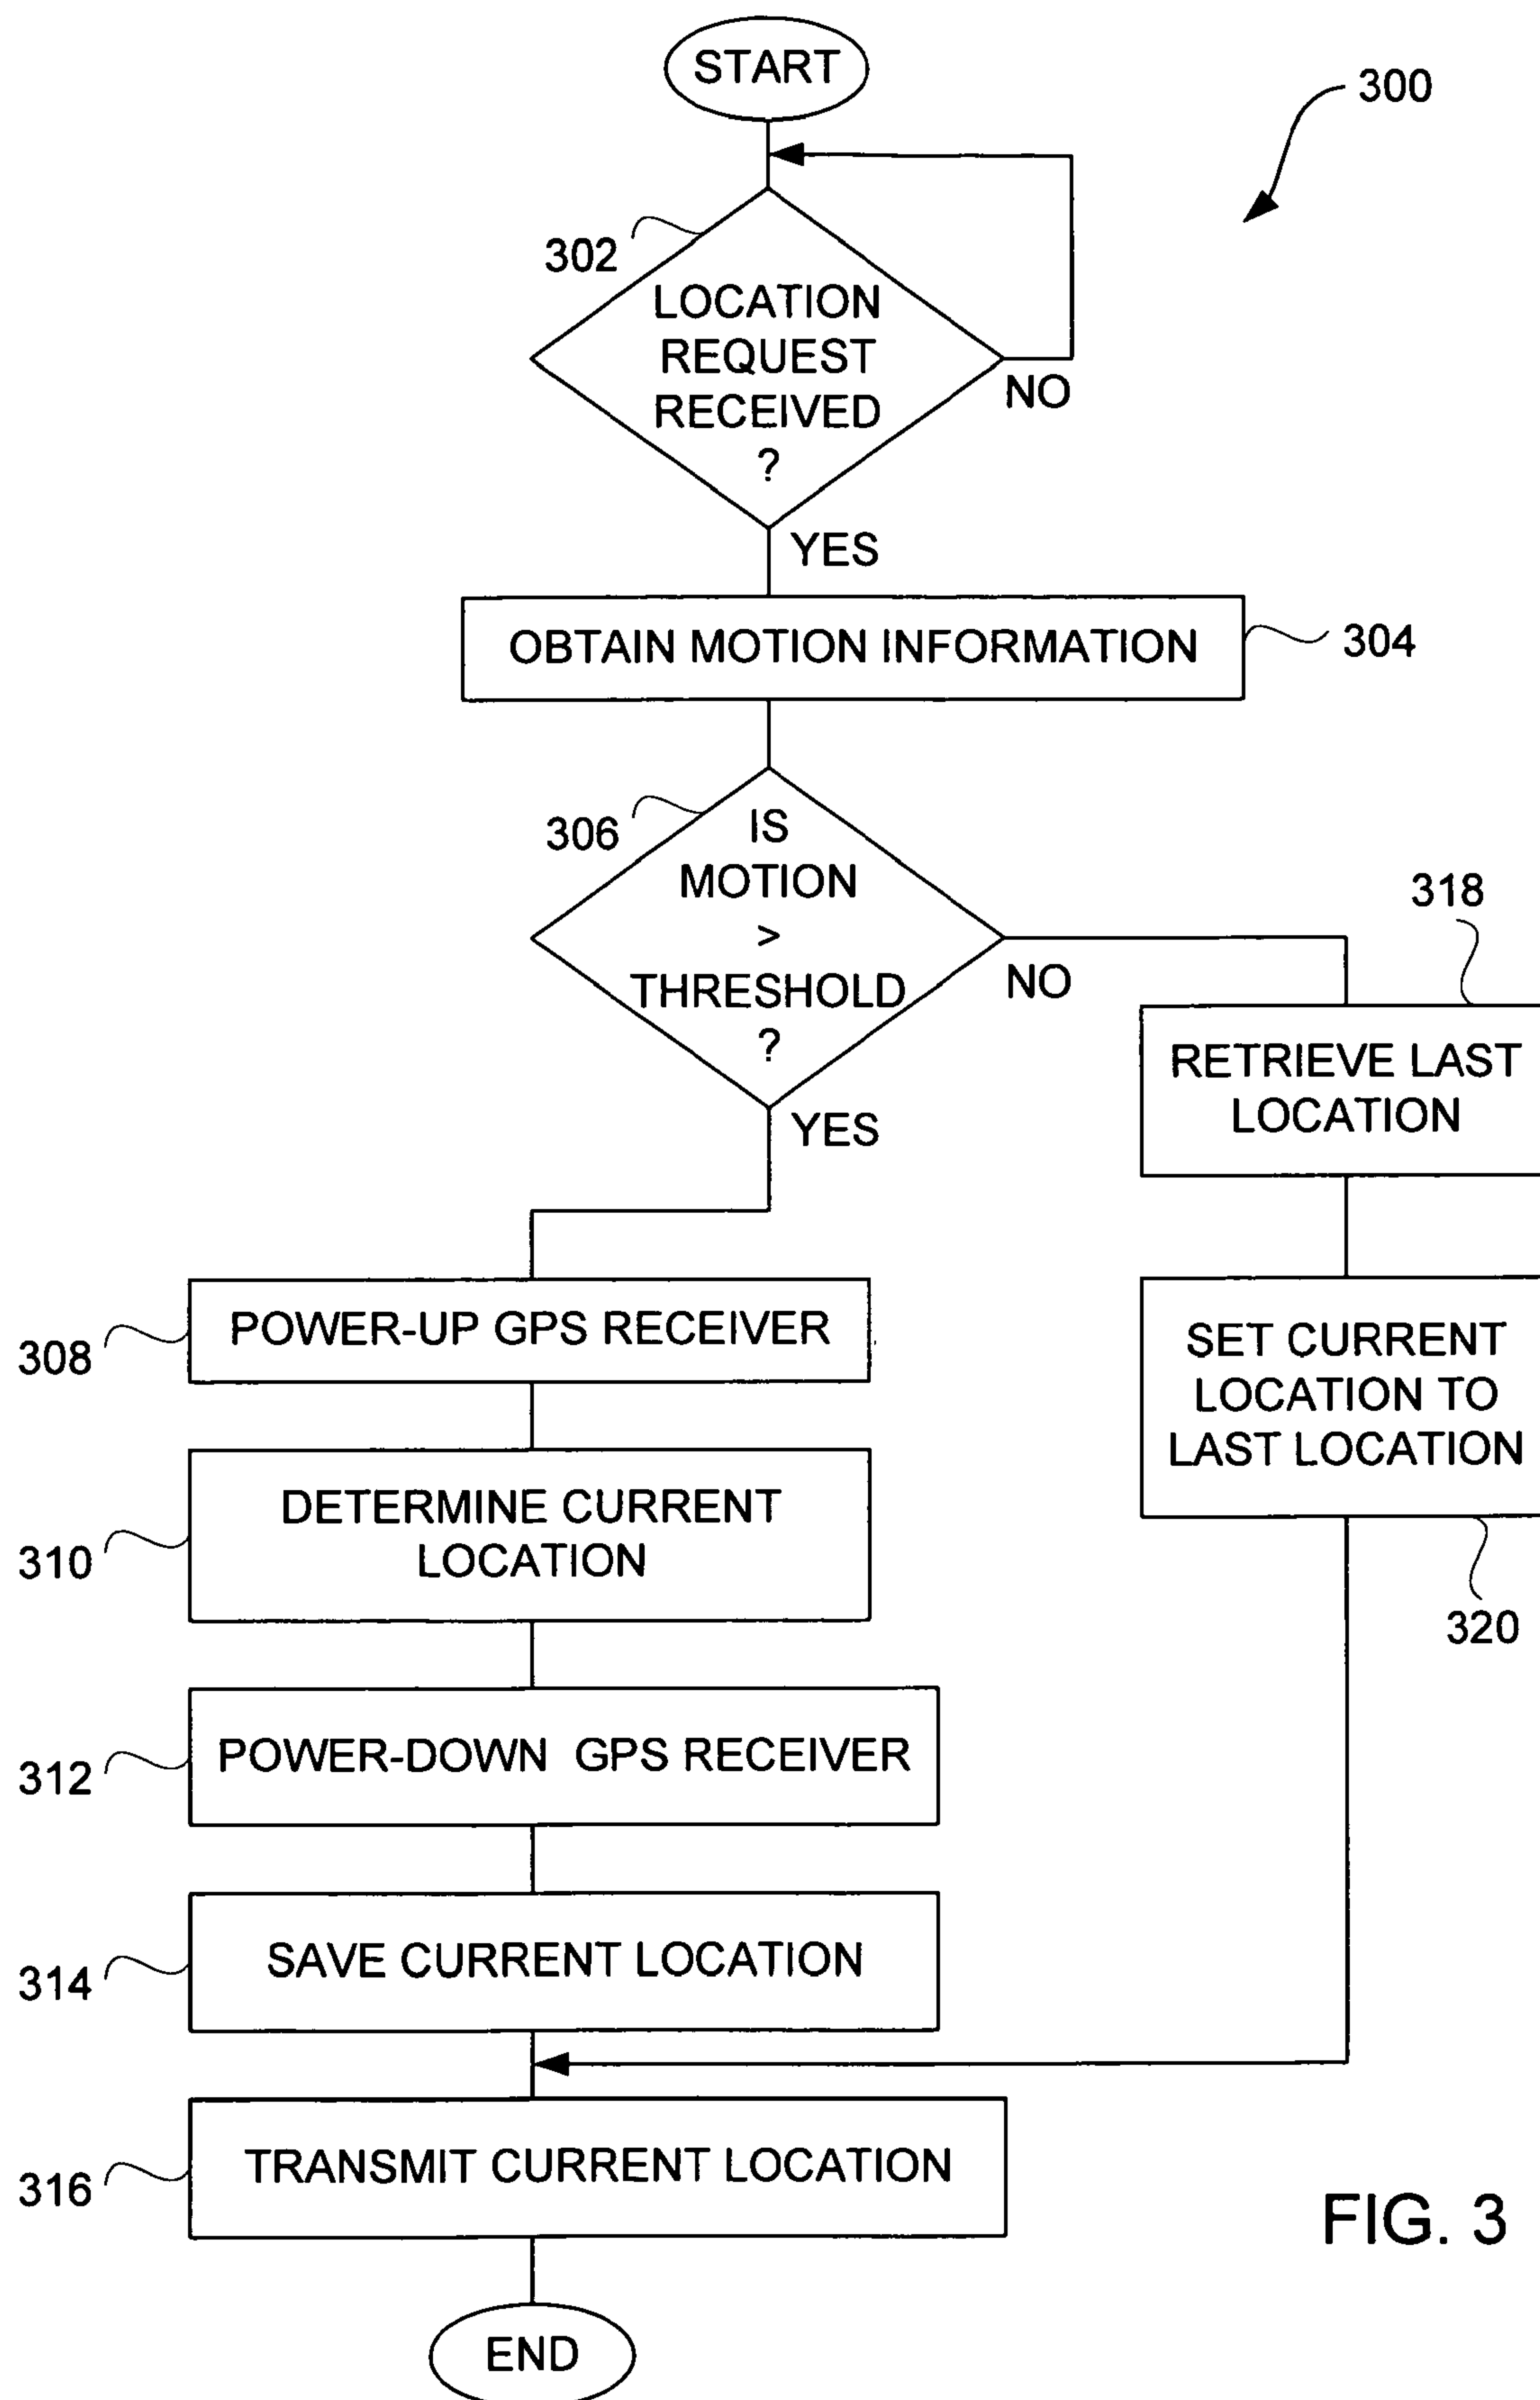 START
300
302
LOCATION
REQUEST
RECEIVED
?
NO
YES
OBTAIN MOTION INFORMATION
304
306
IS
MOTION
>
THRESHOLD
?
NO
YES
318
RETRIEVE LAST
LOCATION
308
POWER-UP GPS RECEIVER
SET CURRENT
LOCATION TO
LAST LOCATION
320
310
DETERMINE CURRENT
LOCATION
312
POWER-DOWN GPS RECEIVER
314
SAVE CURRENT LOCATION
316
TRANSMIT CURRENT LOCATION
FIG. 3
END